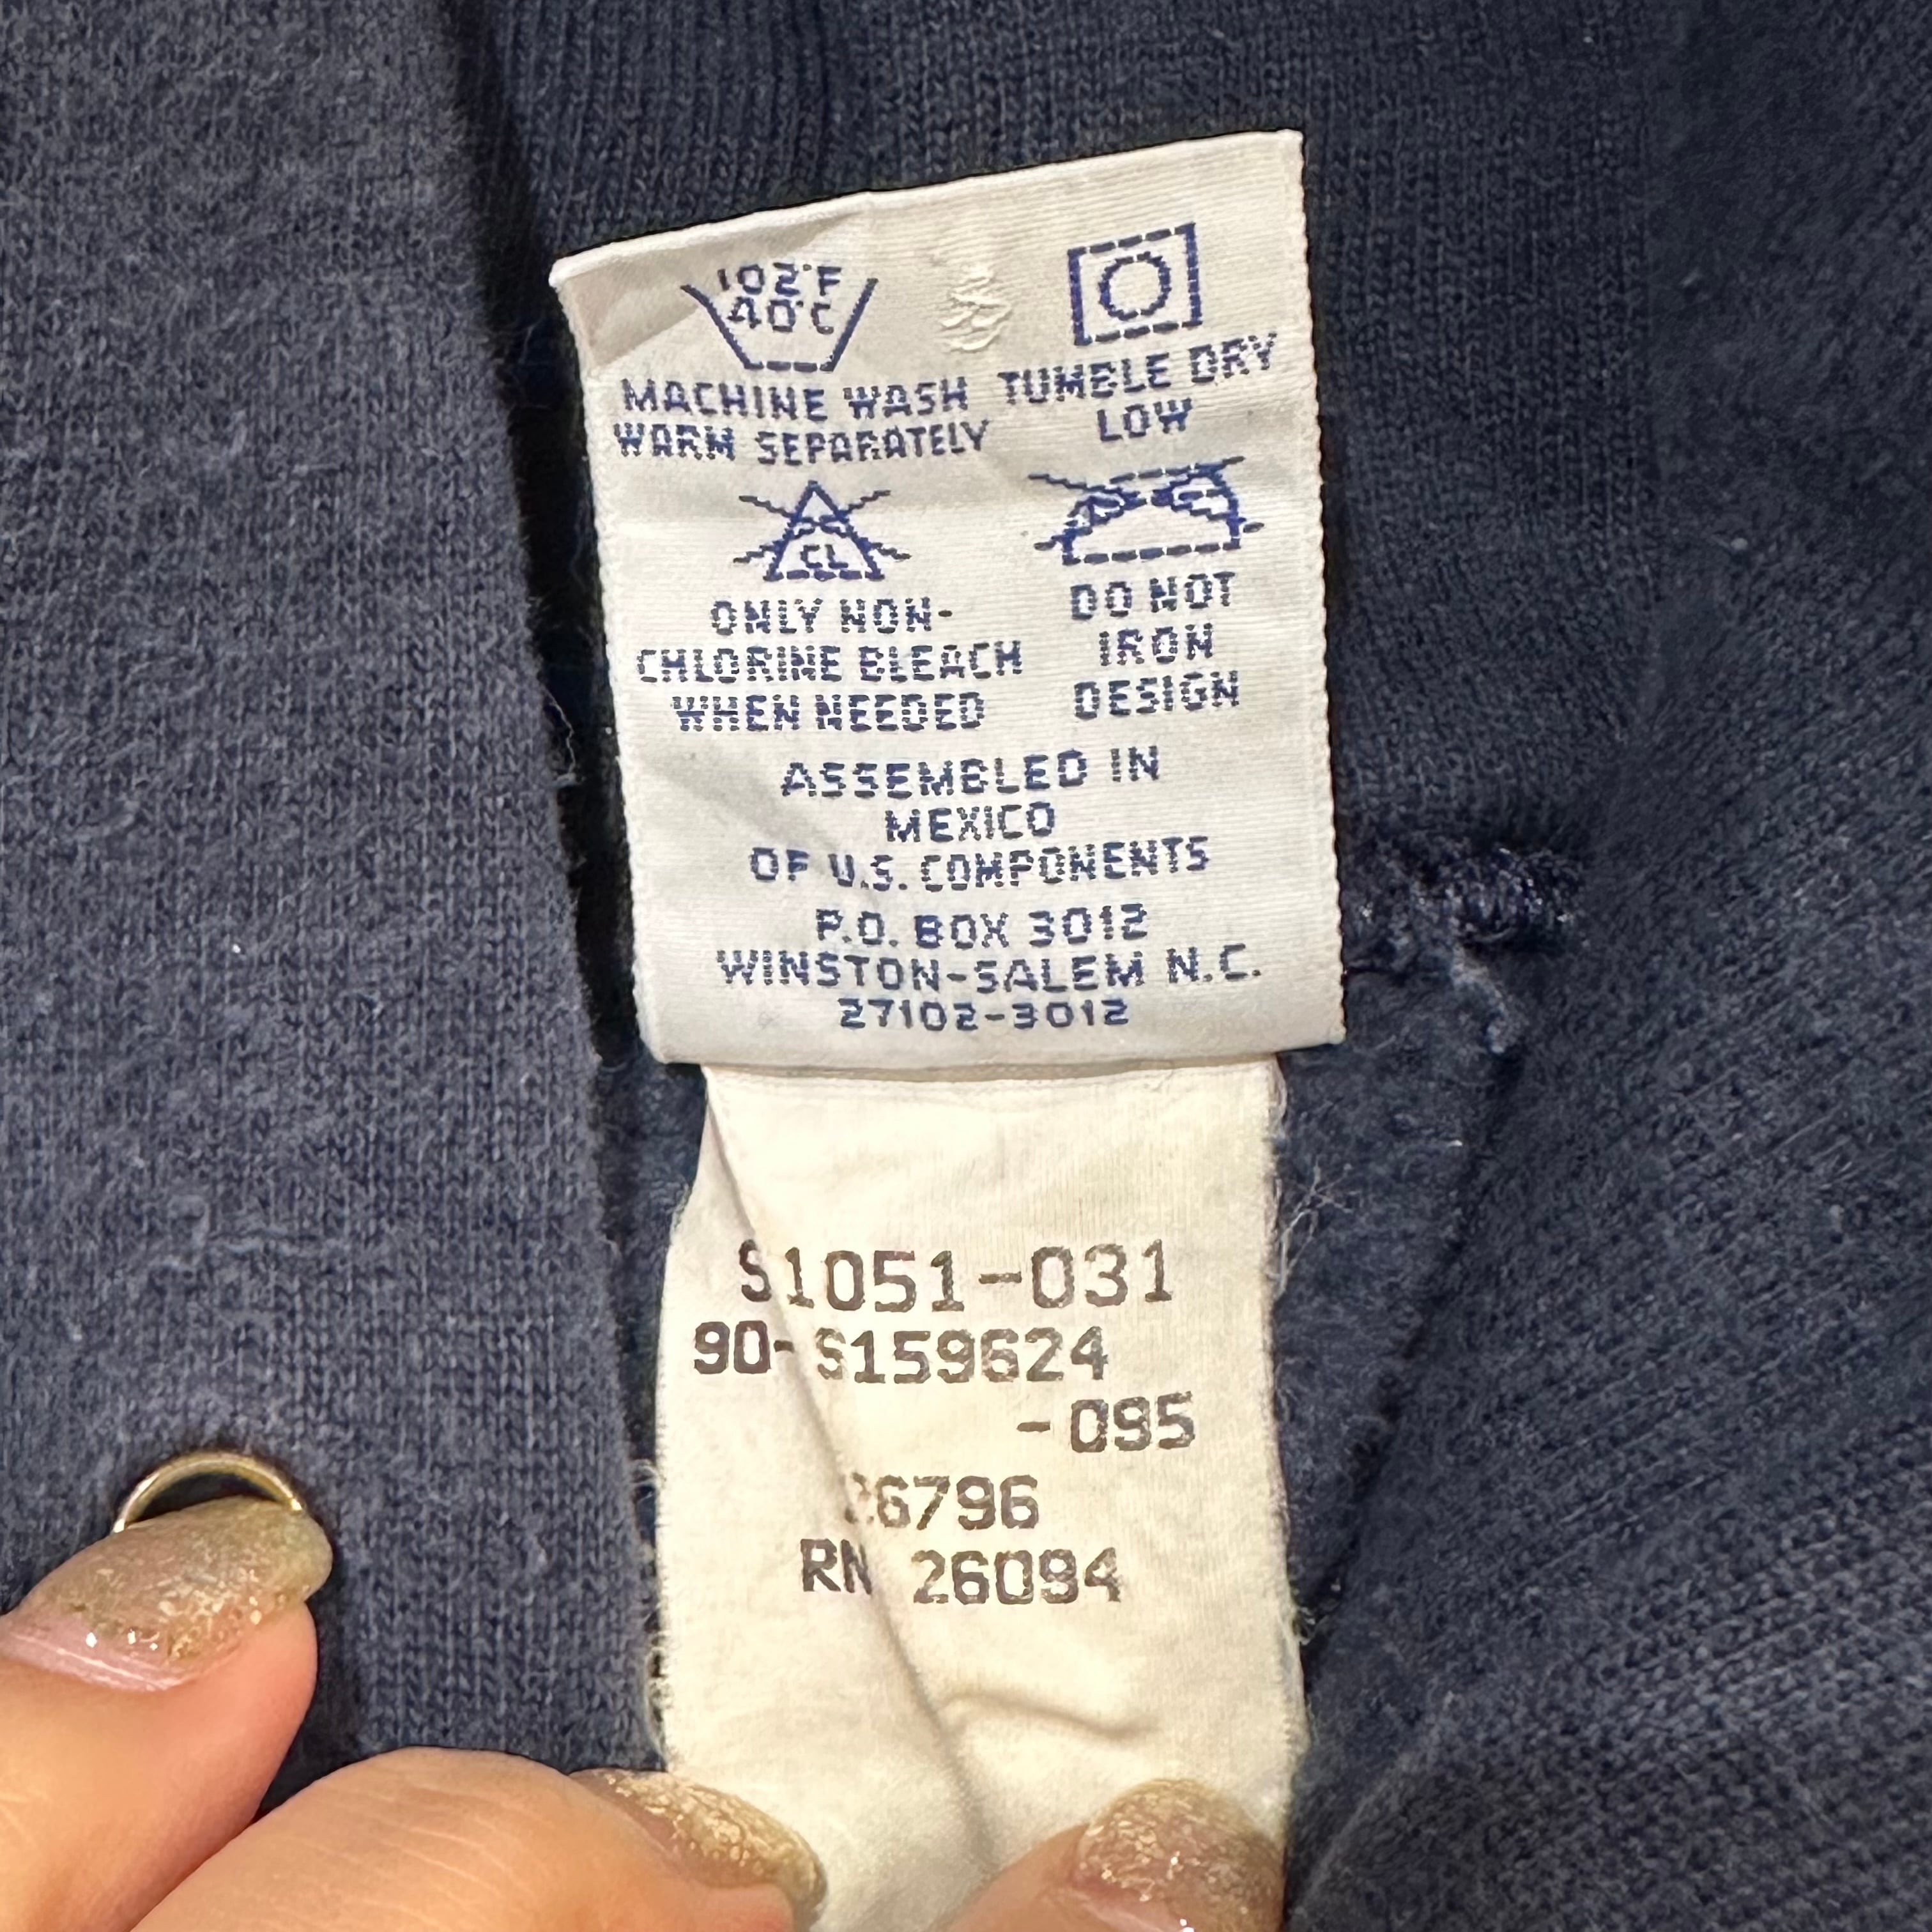 102°F
40°C
MACHINE WASH
WARM SEPARATELY
TUMBLE DRY
LOW
CL
ONLY NON-
CHLORINE BLEACH
WHEN NEEDED
DO NOT
IRON
DESIGN
ASSEMBLED IN
MEXICO
OF U.S. COMPONENTS
P.O. BOX 3012
WINSTON-SALEM N.C.
27102-3012
S1051-031
90-S159624
-095
RN 26094